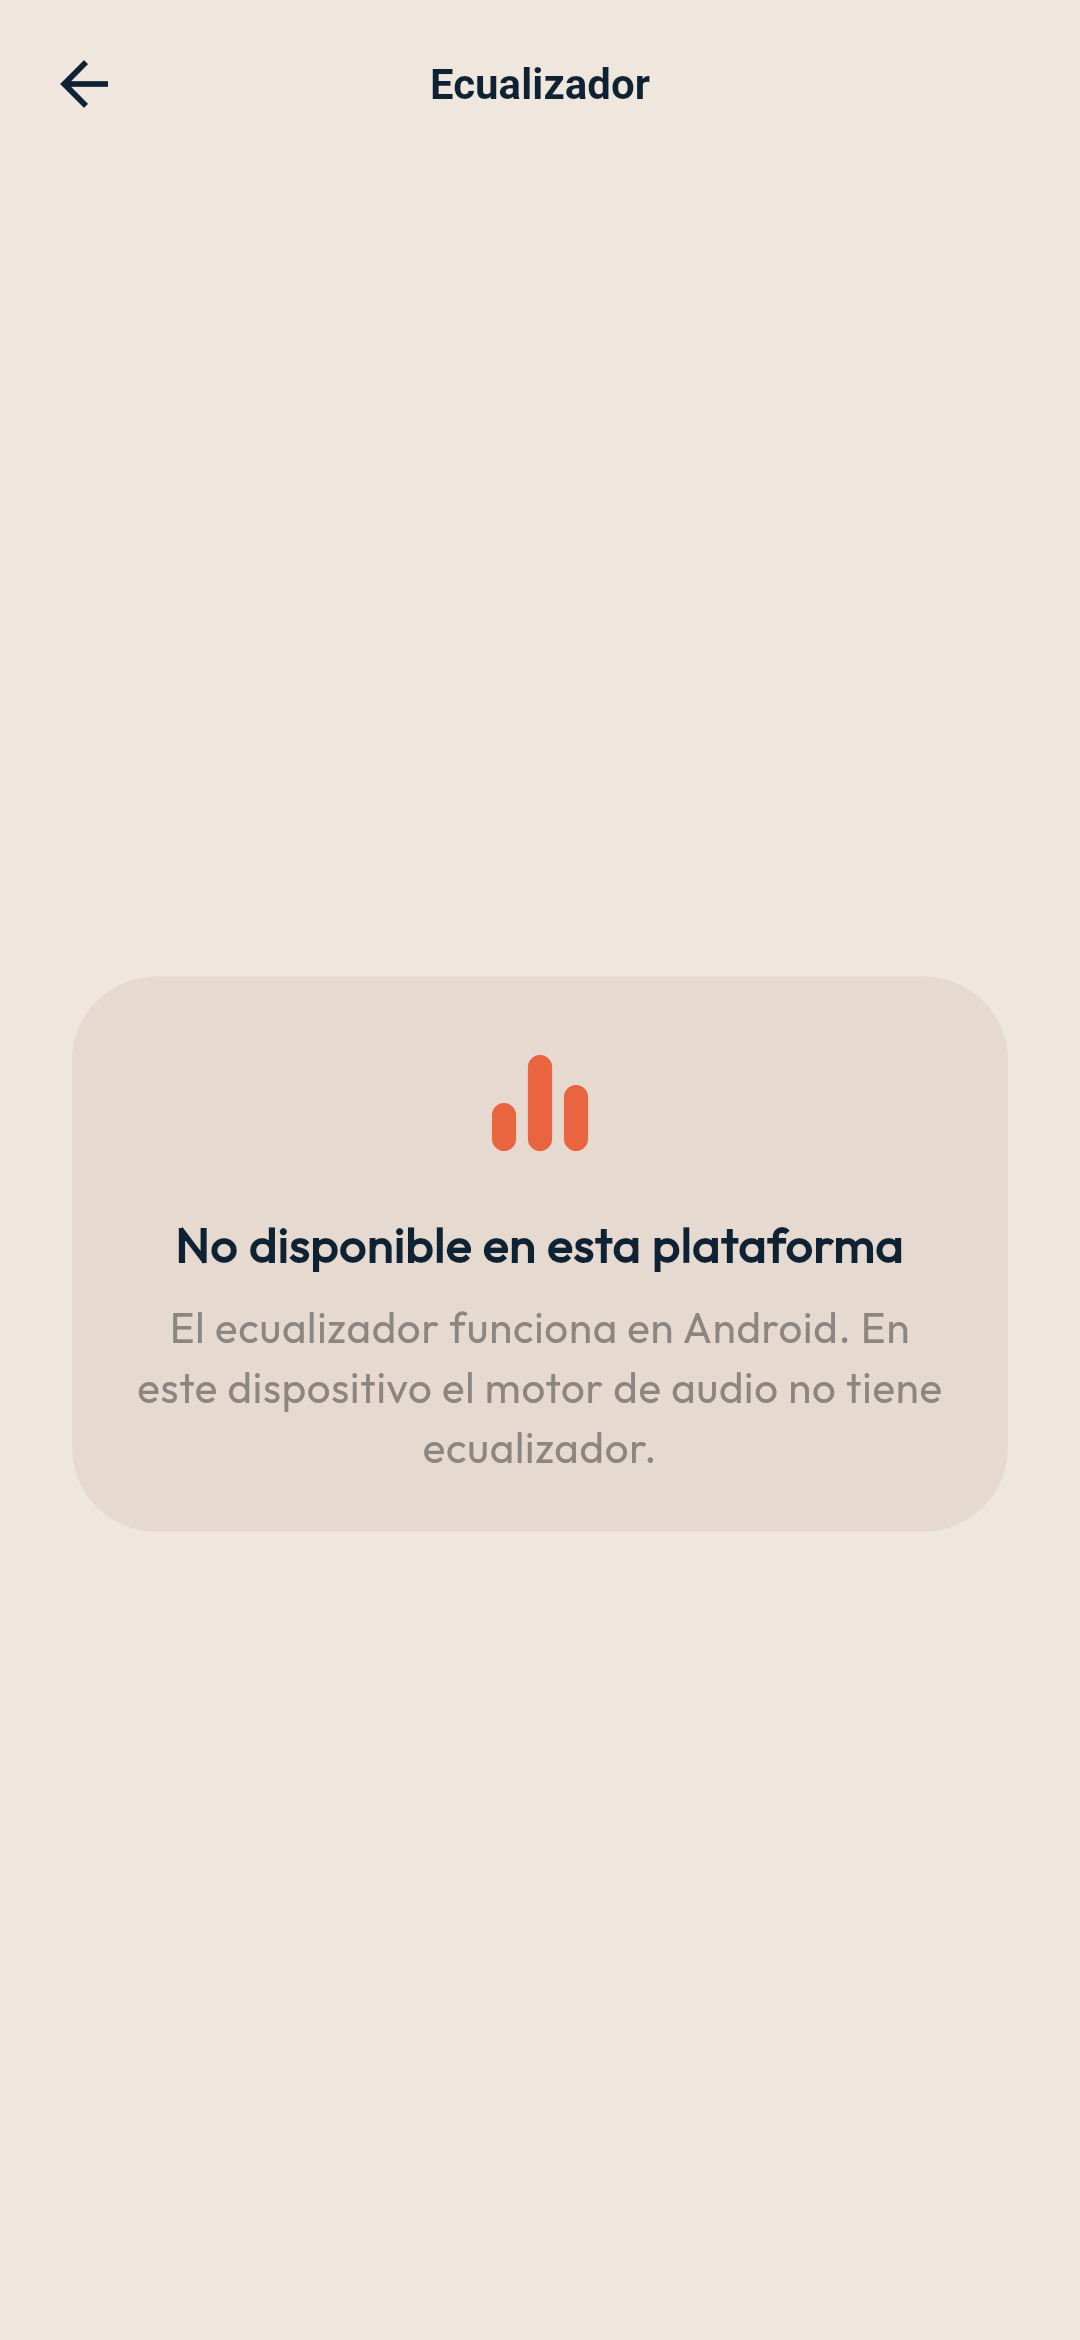 Ecualizador
No disponible en esta plataforma
El ecualizador funciona en Android. En
este dispositivo el motor de audio no tiene
ecualizador.